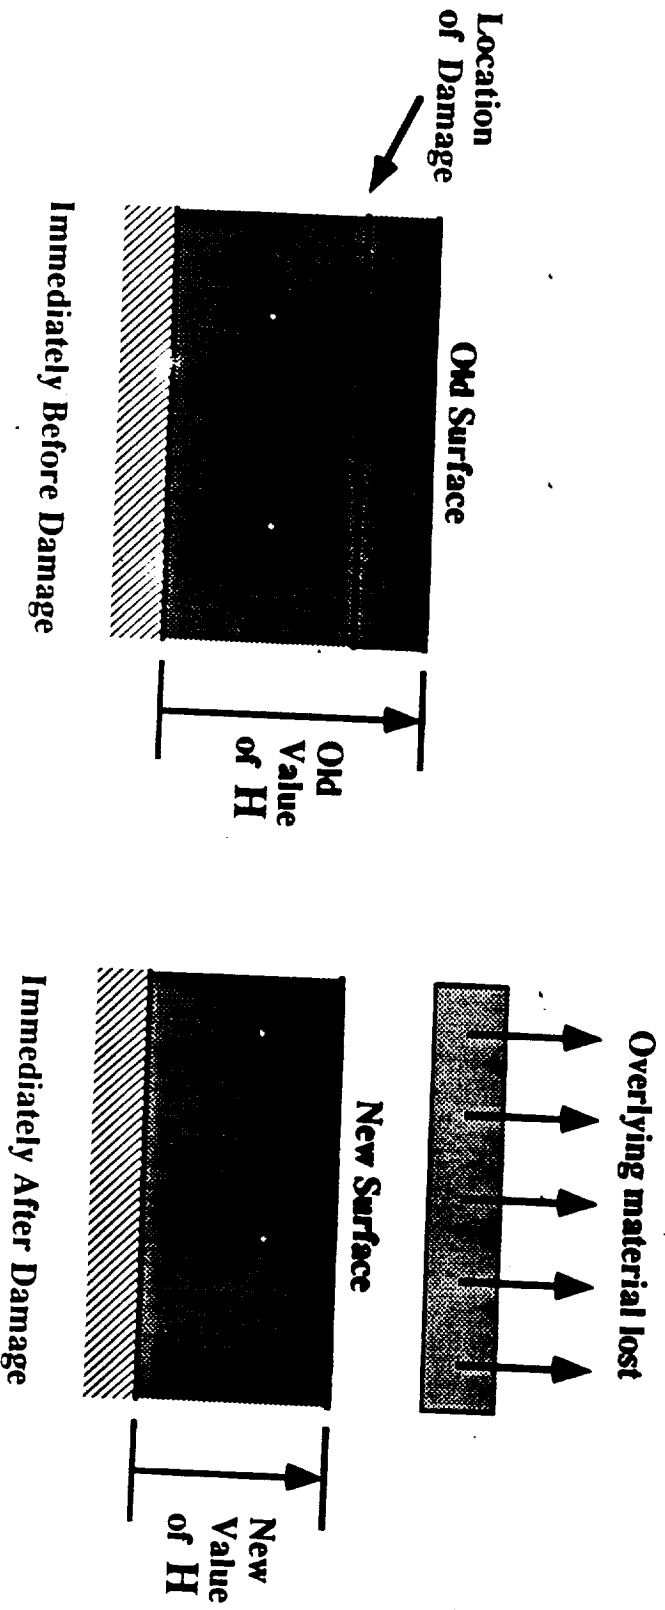 Location
of Damage
Old Surface
Old
Value
of H
Immediately Before Damage
Overlying material lost
New Surface
New
Value
of H
Immediately After Damage